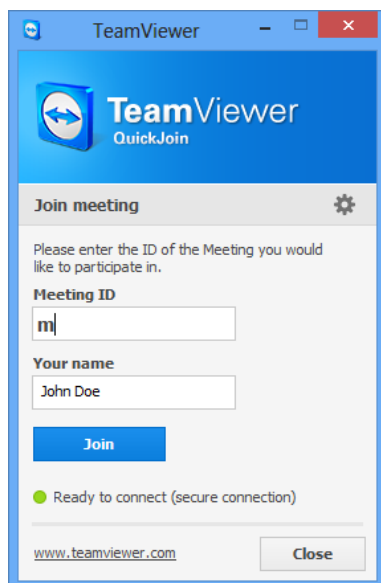 TeamViewer
TeamViewer
QuickJoin
Join meeting
Please enter the ID of the Meeting you would
like to participate in.
Meeting ID
m
Your name
John Doe
Join
Ready to connect (secure connection)
www.teamviewer.com
Close